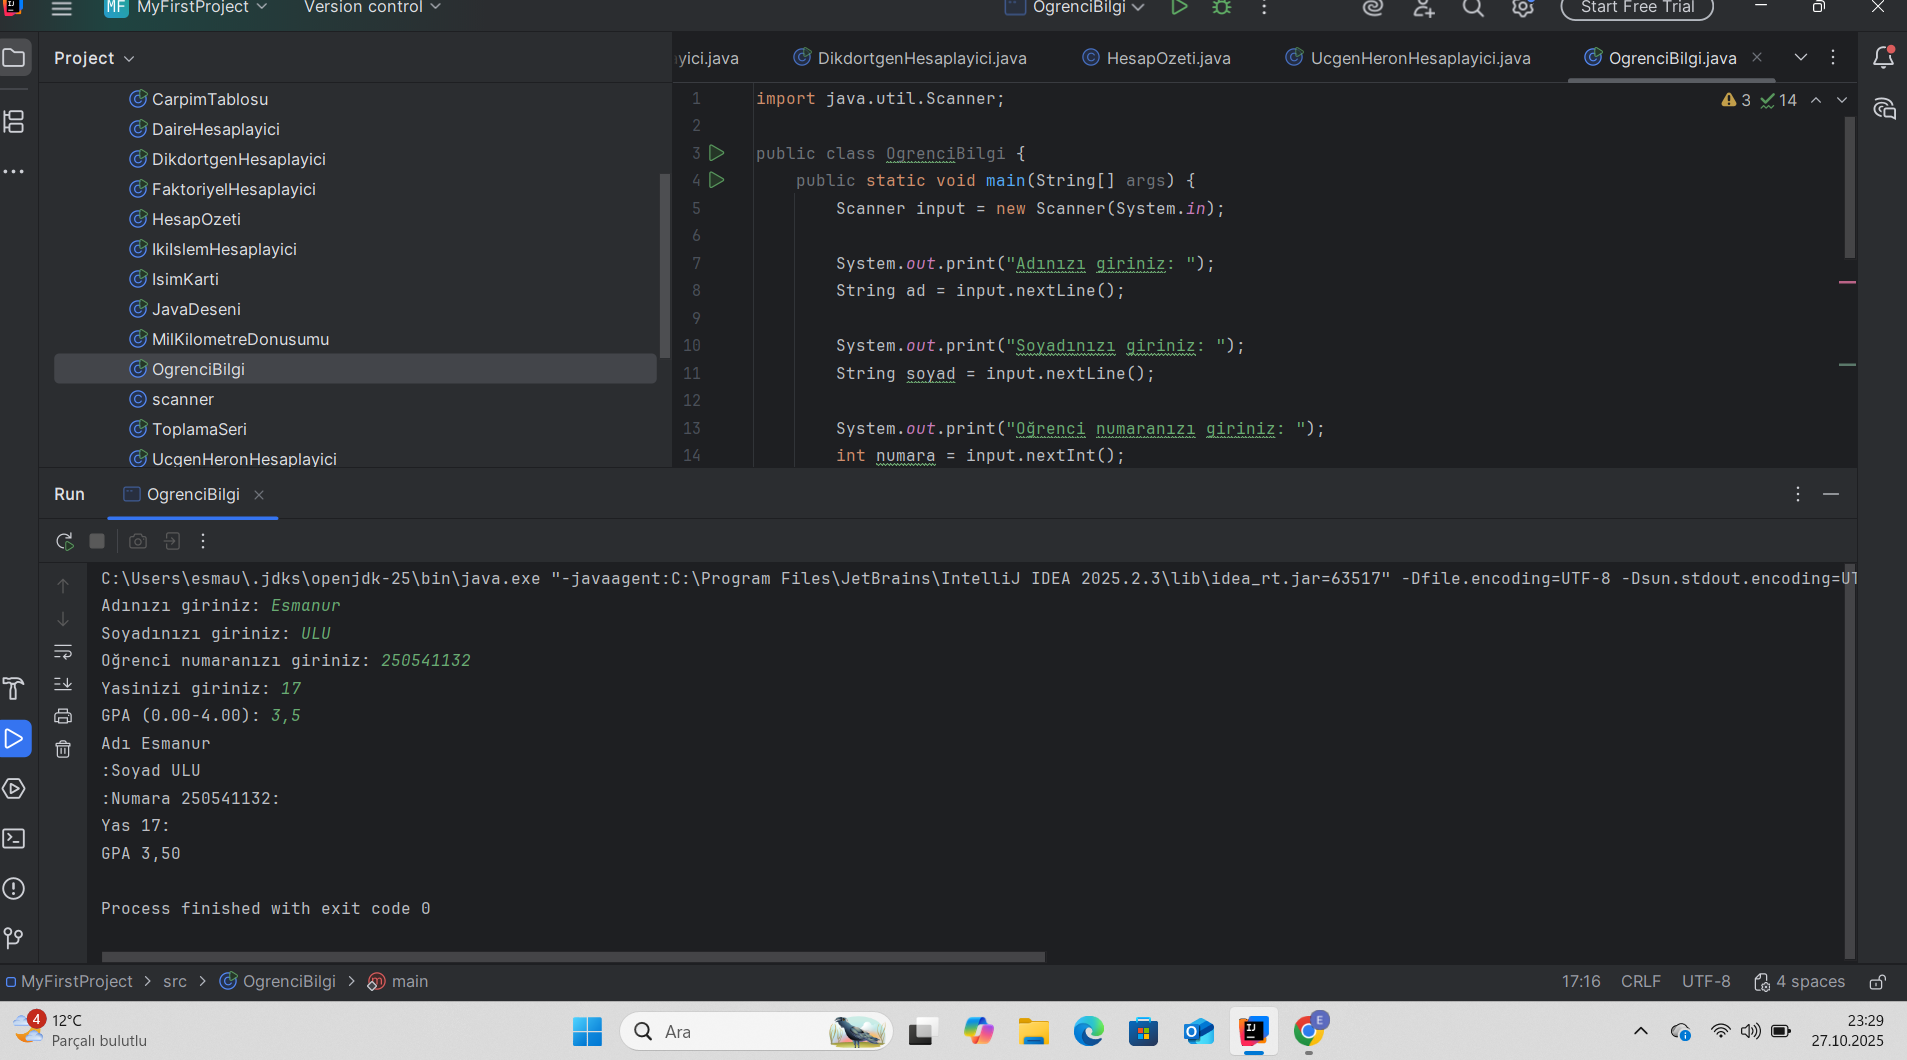 MF MyFirstProject Version control OgrenciBilgi Start Free Trial
Project
yici.java DikdortgenHesaplayici.java HesapOzeti.java UcgenHeronHesaplayici.java OgrenciBilgi.java
CarpimTablosu
DaireHesaplayici
DikdortgenHesaplayici
FaktoriyelHesaplayici
HesapOzeti
IkiIslemHesaplayici
IsimKarti
JavaDeseni
MilKilometreDonusumu
OgrenciBilgi
scanner
ToplamaSeri
UcgenHeronHesaplayici
3 14
1 import java.util.Scanner;
2
3 public class OgrenciBilgi {
4 public static void main(String[] args) {
5 Scanner input = new Scanner(System.in);
6
7 System.out.print("Adınızı giriniz: ");
8 String ad = input.nextLine();
9
10 System.out.print("Soyadınızı giriniz: ");
11 String soyad = input.nextLine();
12
13 System.out.print("Oğrenci numaranızı giriniz: ");
14 int numara = input.nextInt();
Run OgrenciBilgi
C:\Users\esmau\.jdks\openjdk-25\bin\java.exe "-javaagent:C:\Program Files\JetBrains\IntelliJ IDEA 2025.2.3\lib\idea_rt.jar=63517" -Dfile.encoding=UTF-8 -Dsun.stdout.encoding=UT
Adınızı giriniz: Esmanur
Soyadınızı giriniz: ULU
Oğrenci numaranızı giriniz: 250541132
Yasinizi giriniz: 17
GPA (0.00-4.00): 3,5
Adı Esmanur
:Soyad ULU
:Numara 250541132:
Yas 17:
GPA 3,50
Process finished with exit code 0
MyFirstProject > src > OgrenciBilgi > main
17:16 CRLF UTF-8 4 spaces
4
12°C
Parçalı bulutlu
Ara
E
23:29
27.10.2025